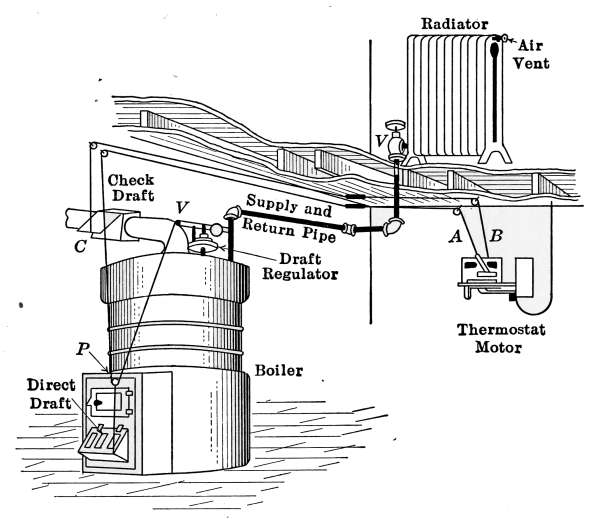 Radiator
Air
Vent
V
Check
Draft
V
Supply and
Return Pipe
C
A
B
Draft
Regulator
Thermostat
Motor
P
Boiler
Direct
Draft